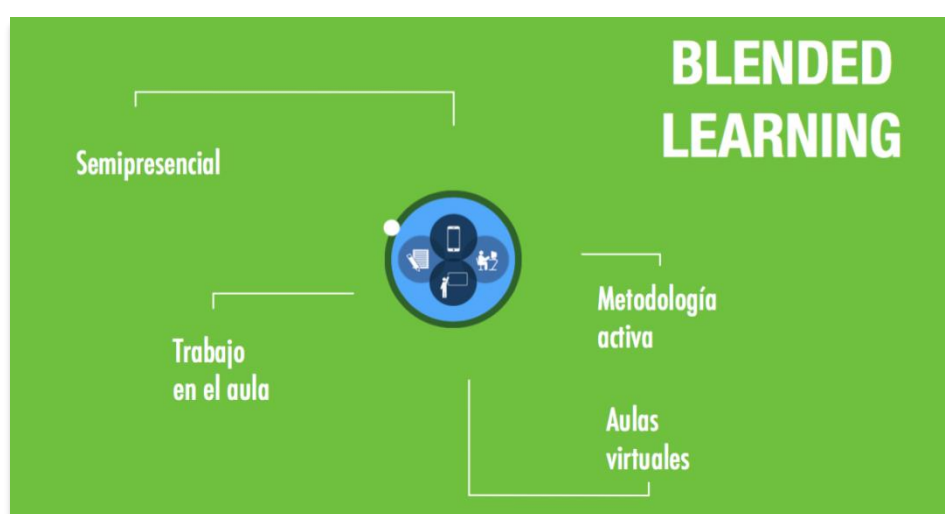 BLENDED
LEARNING
Semipresencial
Metodología
activa
Trabajo
en el aula
Aulas
virtuales